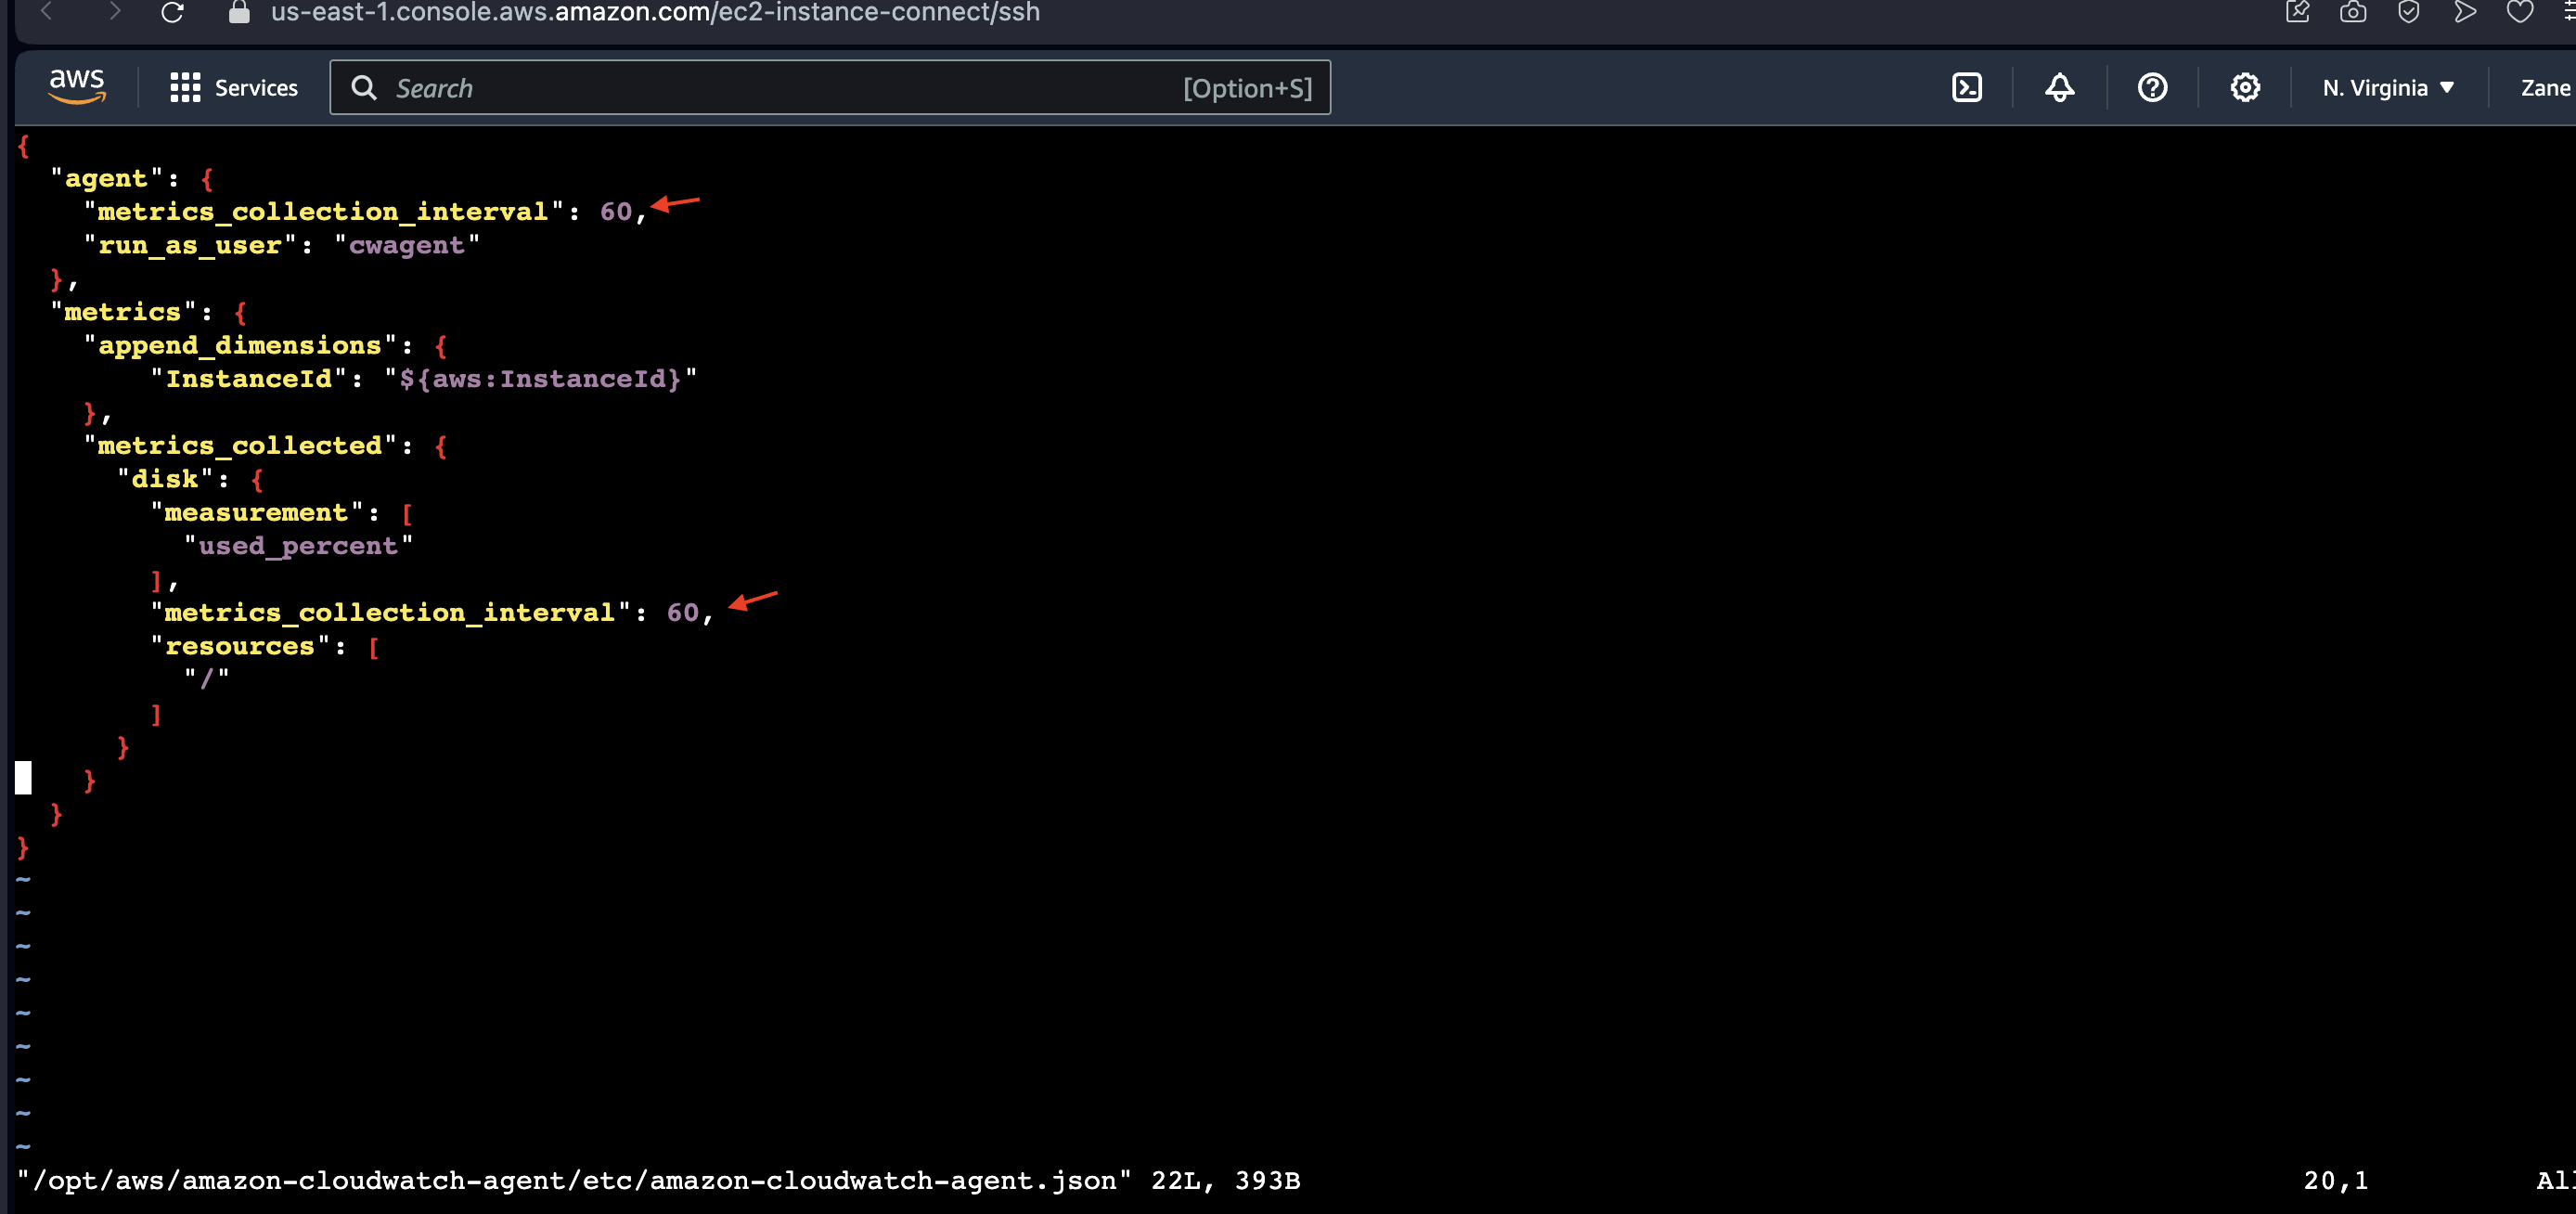 us-east-1.console.aws.amazon.com/ec2-instance-connect/ssh
aws Services Search [Option+S] N. Virginia Zane
{
  "agent": {
    "metrics_collection_interval": 60,
    "run_as_user": "cwagent"
  },
  "metrics": {
    "append_dimensions": {
        "InstanceId": "${aws:InstanceId}"
    },
    "metrics_collected": {
      "disk": {
        "measurement": [
          "used_percent"
        ],
        "metrics_collection_interval": 60,
        "resources": [
          "/"
        ]
      }
    }
  }
}
~
~
~
~
~
~
~
~
~
"/opt/aws/amazon-cloudwatch-agent/etc/amazon-cloudwatch-agent.json" 22L, 393B 20,1 All